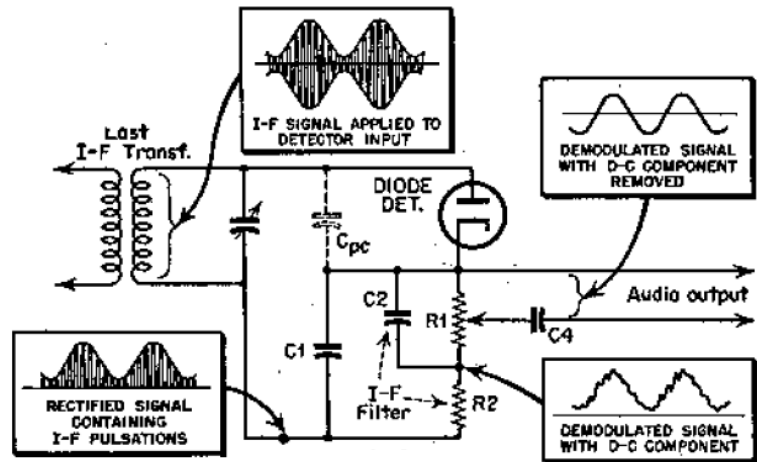 I-F SIGNAL APPLIED TO
DETECTOR INPUT
Last
I-F Transf.
DIODE
DET.
Cpc
DEMODULATED SIGNAL
WITH D-C COMPONENT
REMOVED
C2
R1
Audio output
C4
C1
I-F
Filter
R2
RECTIFIED SIGNAL
CONTAINING
I-F PULSATIONS
DEMODULATED SIGNAL
WITH D-C COMPONENT